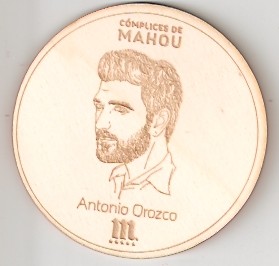 CÓMPLICES DE
MAHOU
Antonio Orozco
m